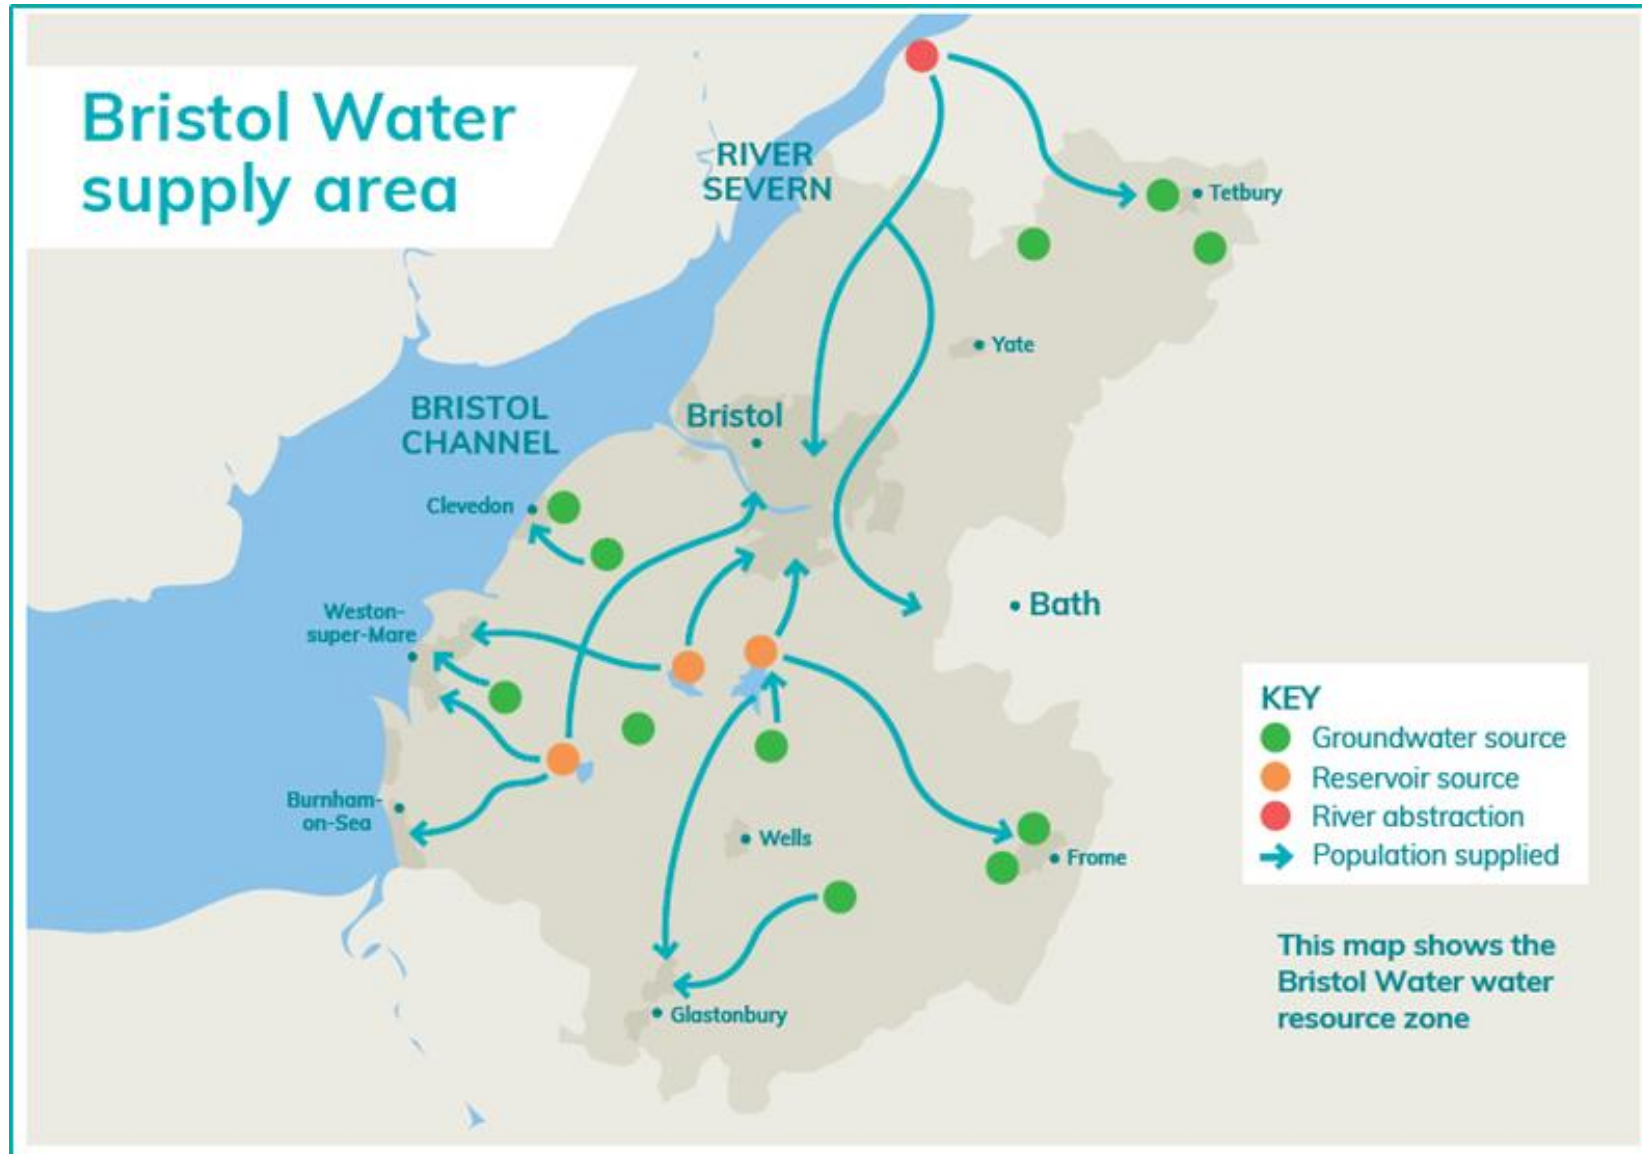 Bristol Water
supply area
RIVER
SEVERN
Tetbury
Yate
BRISTOL
CHANNEL
Bristol
Clevedon
Weston-
super-Mare
Bath
Burnham-
on-Sea
Wells
Frome
Glastonbury
KEY
Groundwater source
Reservoir source
River abstraction
Population supplied
This map shows the
Bristol Water water
resource zone